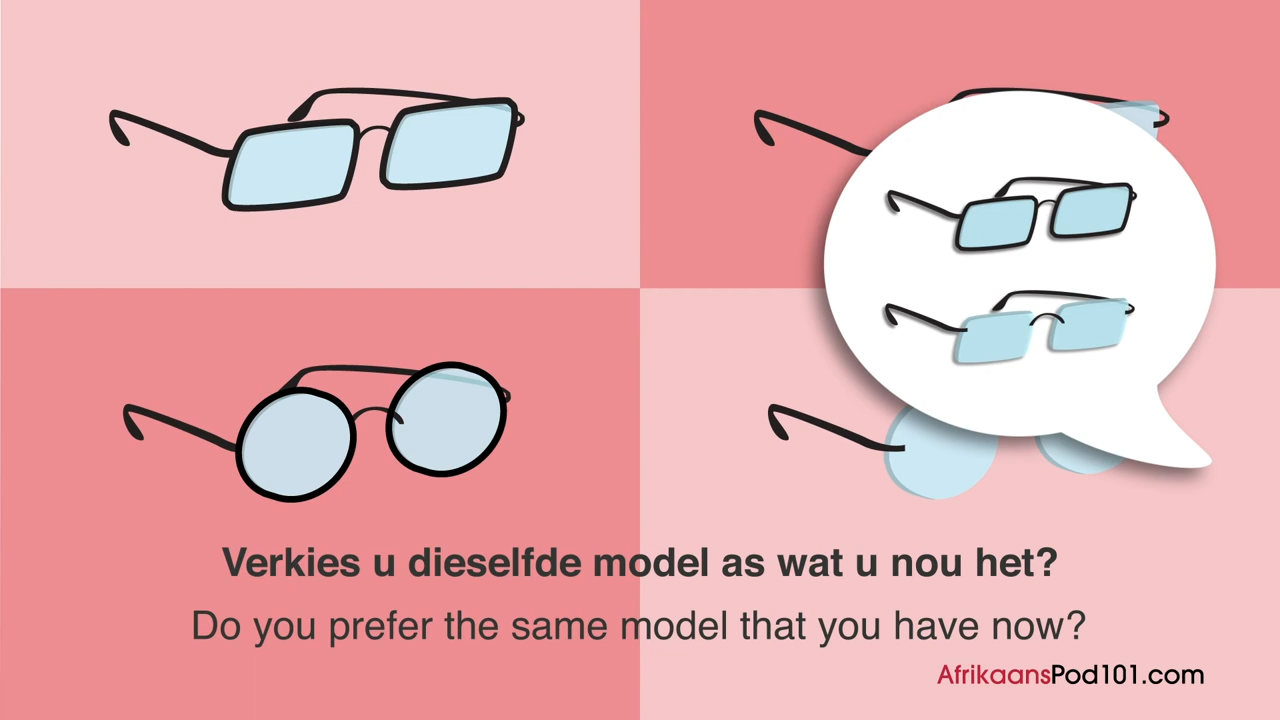 Verkies u dieselfde model as wat u nou het?
Do you prefer the same model that you have now?
AfrikaansPod101.com